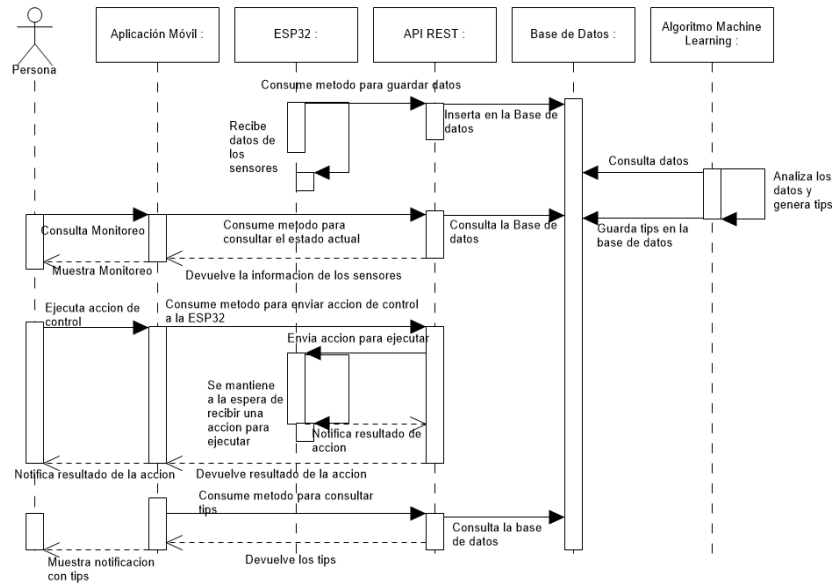 Persona
Aplicación Móvil :
ESP32 :
API REST :
Base de Datos :
Algoritmo Machine
Learning :
Consume metodo para guardar datos
Inserta en la Base de
datos
Recibe
datos de
los
sensores
Consulta datos
Analiza los
datos y
genera tips
Guarda tips en la
base de datos
Consulta Monitoreo
Consume metodo para
consultar el estado actual
Consulta la Base de
datos
Muestra Monitoreo
Devuelve la informacion de los sensores
Ejecuta accion de
control
Consume metodo para enviar accion de control
a la ESP32
Envia accion para ejecutar
Se mantiene
a la espera de
recibir una
accion para
ejecutar
Notifica resultado de
accion
Notifica resultado de la accion
Devuelve resultado de la accion
Consume metodo para consultar
tips
Consulta la base
de datos
Devuelve los tips
Muestra notificacion
con tips